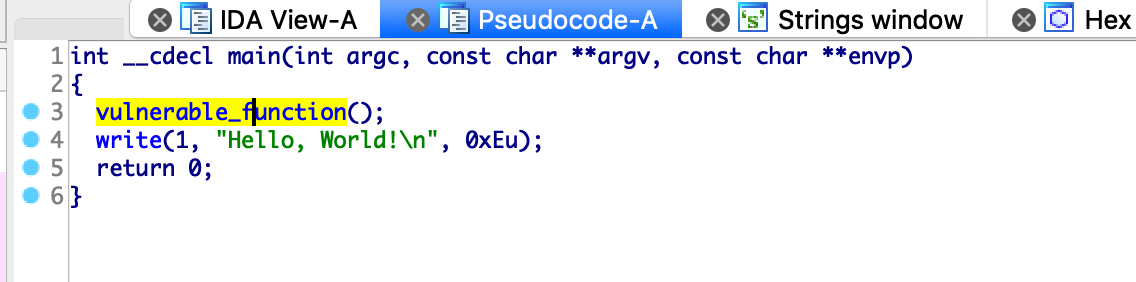 IDA View-A Pseudocode-A 's' Strings window Hex
1 int __cdecl main(int argc, const char **argv, const char **envp)
2 {
3 vulnerable_function();
4 write(1, "Hello, World!\n", 0xEu);
5 return 0;
6 }